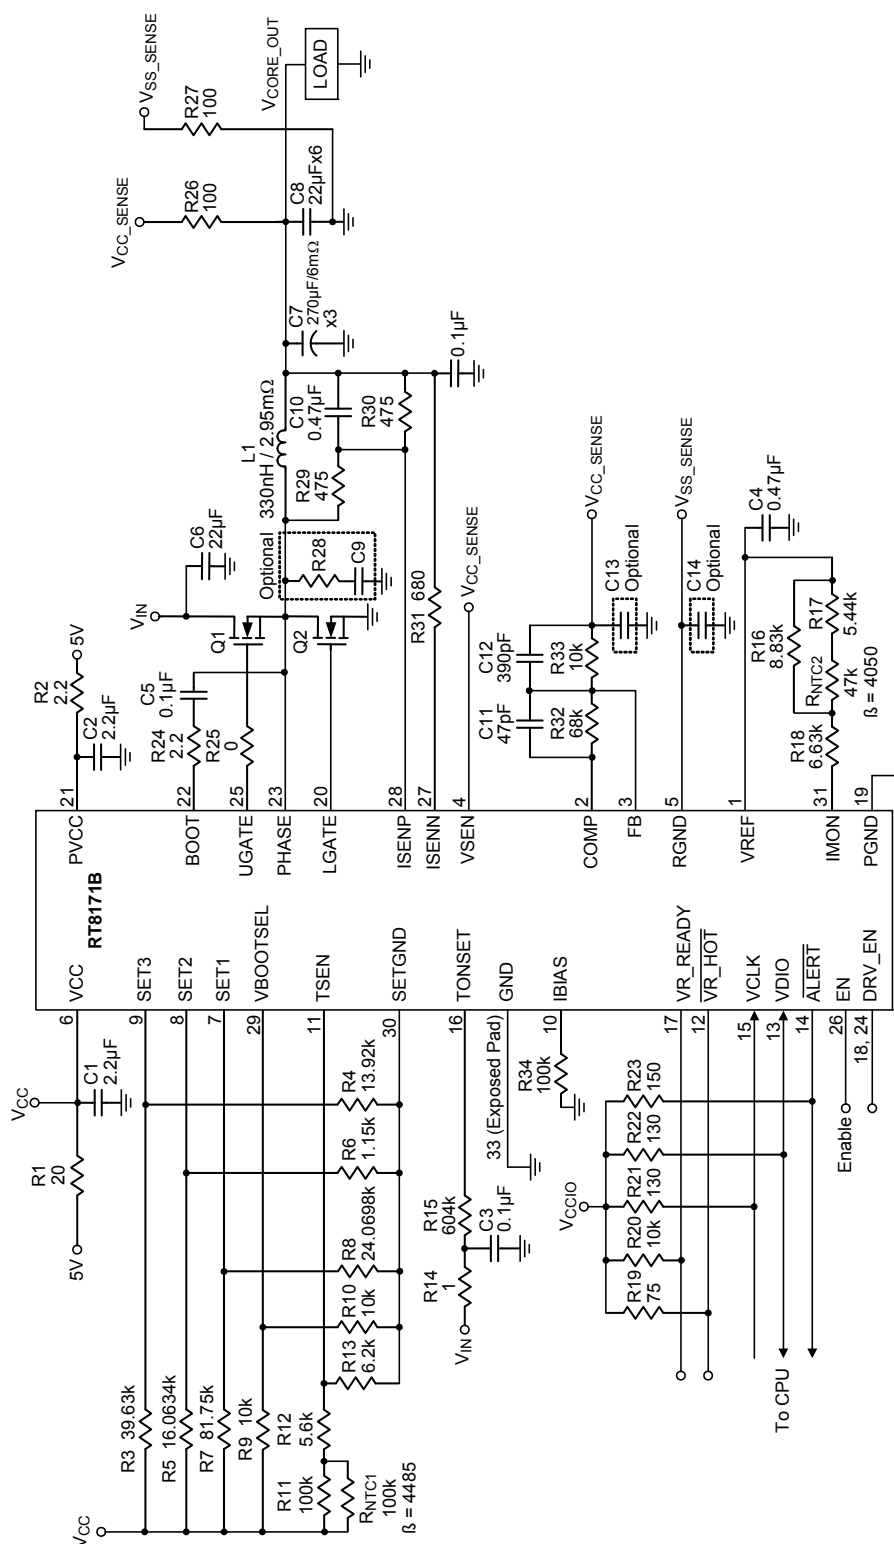 VSS_SENSE
R27
100
VCC_SENSE
R26
100
VCORE_OUT
LOAD
C8
22µFx6
C7
270µF/6mΩ
x3
0.1µF
L1
330nH / 2.95mΩ
C10
0.47µF
R30
475
R29
475
Optional
R28
C9
C6
22µF
VIN
Q1
Q2
R31 680
5V
R2
2.2
C2
2.2µF
C5
0.1µF
R24
2.2
R25
0
VCC_SENSE
C12
390pF
R33
10k
C11
47pF
R32
68k
VCC_SENSE
C13
Optional
VSS_SENSE
C14
Optional
C4
0.47µF
R16
8.83k
R17
5.44k
RNTC2
47k
ß = 4050
R18
6.63k
21
22
25
23
20
28
27
4
2
3
5
1
31
19
PVCC
BOOT
UGATE
PHASE
LGATE
ISENP
ISENN
VSEN
COMP
FB
RGND
VREF
IMON
PGND
RT8171B
VCC
SET3
SET2
SET1
VBOOTSEL
TSEN
SETGND
TONSET
GND
IBIAS
VR_READY
VR_HOT
VCLK
VDIO
ALERT
EN
DRV_EN
6
9
8
7
29
11
30
16
33 (Exposed Pad)
10
17
12
15
13
14
26
18, 24
VCC
C1
2.2µF
R1
20
5V
R4
13.92k
R6
1.15k
R8
24.0698k
R10
10k
R13
6.2k
R3 39.63k
R5 16.0634k
R7 81.75k
R9 10k
R12
5.6k
R11
100k
RNTC1
100k
ß = 4485
VCC
R15
604k
C3
0.1µF
R14
1
VIN
R34
100k
VCCIO
R23
150
R22
130
R21
130
R20
10k
R19
75
To CPU
Enable